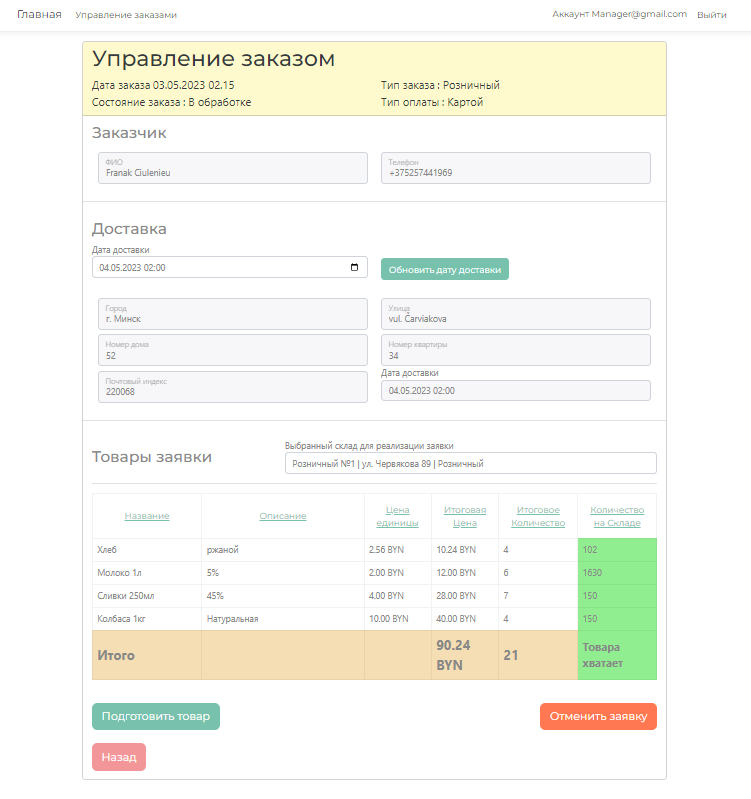 Главная Управление заказами Аккаунт Manager@gmail.com Выйти
Управление заказом
Дата заказа 03.05.2023 02.15 Тип заказа : Розничный
Состояние заказа : В обработке Тип оплаты : Картой
Заказчик
ФИО Телефон
Franak Ciulenieu +375257441969
Доставка
Дата доставки
04.05.2023 02:00 Обновить дату доставки
Город Улица
г. Минск vul. Čarviakova
Номер дома Номер квартиры
52 34
Почтовый индекс Дата доставки
220068 04.05.2023 02:00
Выбранный склад для реализации заявки
Товары заявки Розничный №1 | ул. Червякова 89 | Розничный
Название Описание Цена единицы Итоговая Цена Итоговое Количество Количество на Складе
Хлеб ржаной 2.56 BYN 10.24 BYN 4 102
Молоко 1л 5% 2.00 BYN 12.00 BYN 6 1630
Сливки 250мл 45% 4.00 BYN 28.00 BYN 7 150
Колбаса 1кг Натуральная 10.00 BYN 40.00 BYN 4 150
Итого 90.24 BYN 21 Товара хватает
Подготовить товар Отменить заявку
Назад